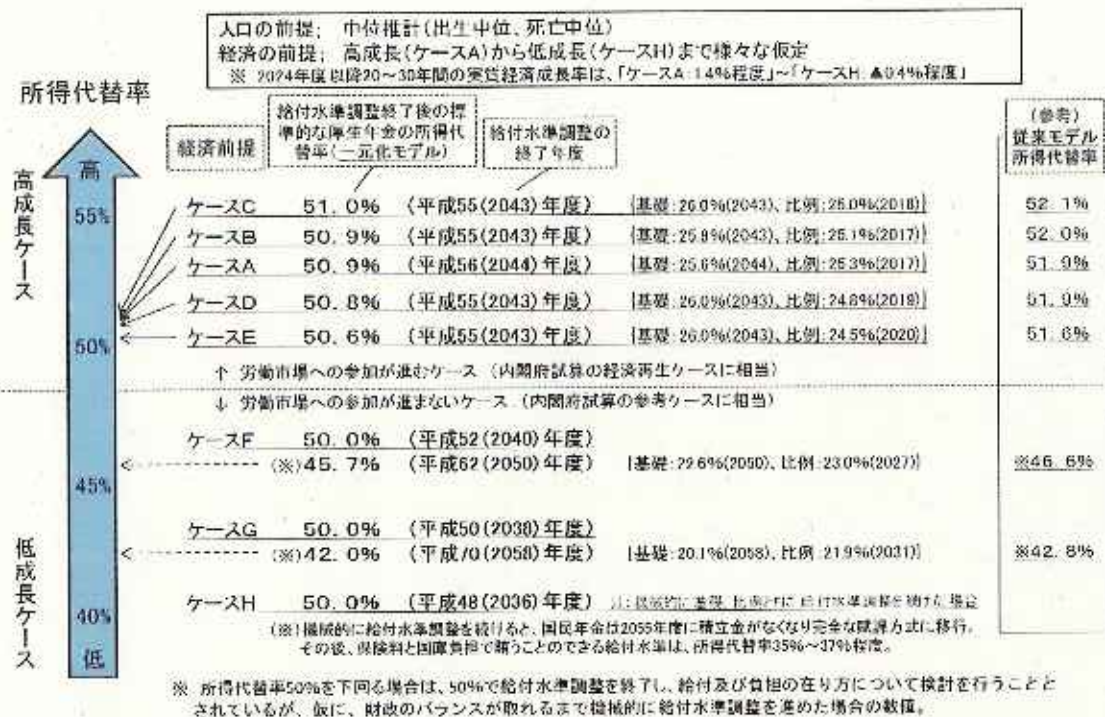 人口の前提; 中位推計(出生中位、死亡中位)
経済の前提; 高成長(ケースA)から低成長(ケースH)まで様々な仮定
※ 2024年度以降20~30年間の実質経済成長率は、「ケースA:1.4%程度」~「ケースH:▲0.4%程度」
所得代替率
経済前提
給付水準調整終了後の標
準的な厚生年金の所得代
替率(一元化モデル)
給付水準調整の
終了年度
(参考)
従来モデル
所得代替率
高成長ケース
高
55%
50%
45%
40%
低
低成長ケース
ケースC 51.0% (平成55(2043)年度) {基礎:26.0%(2043)、比例:25.0%(2018)} 52.1%
ケースB 50.9% (平成55(2043)年度) {基礎:25.8%(2043)、比例:25.1%(2017)} 52.0%
ケースA 50.9% (平成56(2044)年度) {基礎:25.6%(2044)、比例:25.3%(2017)} 51.9%
ケースD 50.8% (平成55(2043)年度) {基礎:26.0%(2043)、比例:24.8%(2019)} 51.9%
ケースE 50.6% (平成55(2043)年度) {基礎:26.0%(2043)、比例:24.5%(2020)} 51.6%
↑ 労働市場への参加が進むケース (内閣府試算の経済再生ケースに相当)
↓ 労働市場への参加が進まないケース (内閣府試算の参考ケースに相当)
ケースF 50.0% (平成52(2040)年度)
(※)45.7% (平成62(2050)年度) {基礎:22.6%(2050)、比例:23.0%(2027)} ※46.6%
ケースG 50.0% (平成50(2038)年度)
(※)42.0% (平成70(2058)年度) {基礎:20.1%(2058)、比例:21.9%(2031)} ※42.8%
ケースH 50.0% (平成48(2036)年度) 注:機械的に基礎、比例ともに給付水準調整を続けた場合
(※)機械的に給付水準調整を続けると、国民年金は2055年度に積立金がなくなり完全な賦課方式に移行。
その後、保険料と国庫負担で賄うことのできる給付水準は、所得代替率35%~37%程度。
※ 所得代替率50%を下回る場合は、50%で給付水準調整を終了し、給付及び負担の在り方について検討を行うことと
されているが、仮に、財政のバランスが取れるまで機械的に給付水準調整を進めた場合の数値。